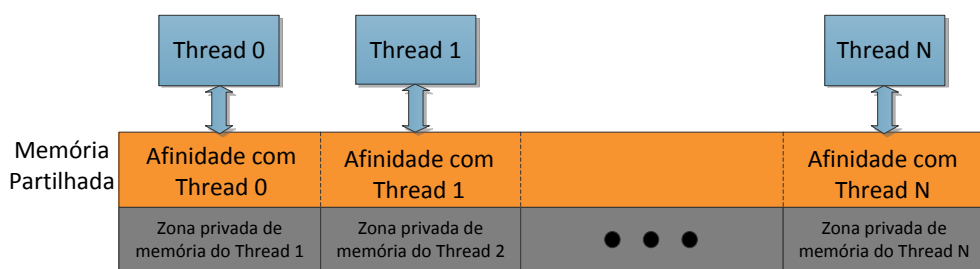 Thread 0
Thread 1
Thread N
Memória
Partilhada
Afinidade com
Thread 0
Afinidade com
Thread 1
Afinidade com
Thread N
Zona privada de
memória do Thread 1
Zona privada de
memória do Thread 2
Zona privada de
memória do Thread N